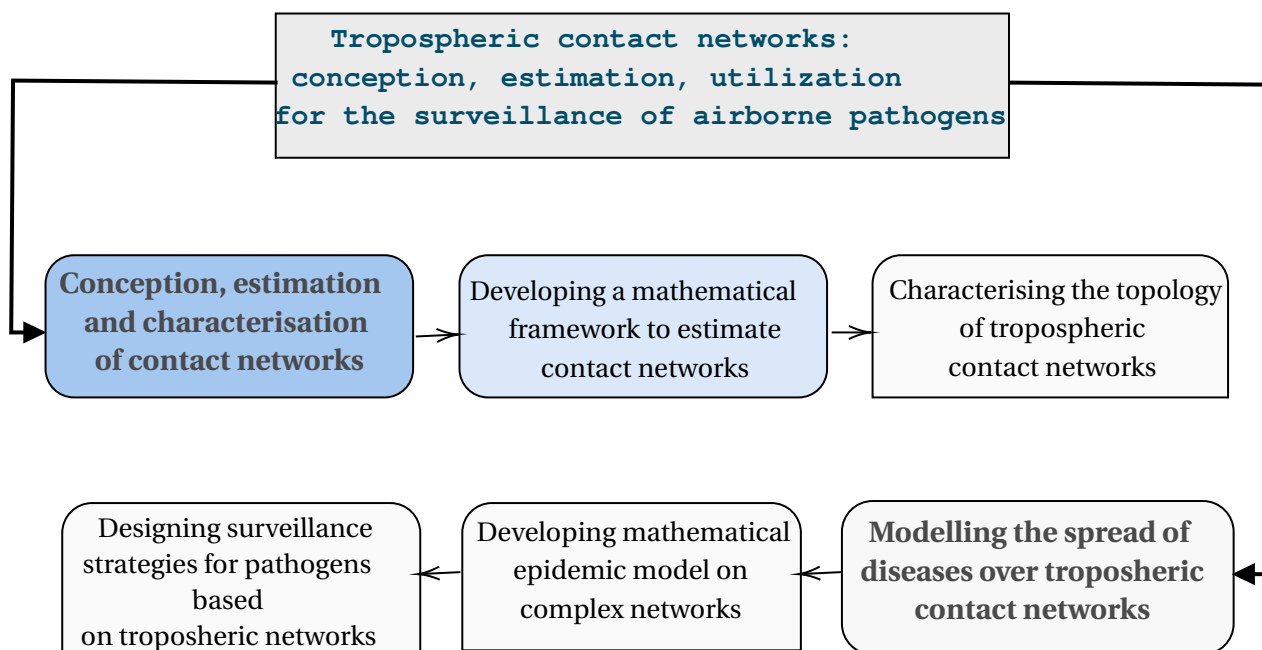 Tropospheric contact networks:
conception, estimation, utilization
for the surveillance of airborne pathogens
Conception, estimation
and characterisation
of contact networks
Developing a mathematical
framework to estimate
contact networks
Characterising the topology
of tropospheric
contact networks
Designing surveillance
strategies for pathogens
based
on troposheric networks
Developing mathematical
epidemic model on
complex networks
Modelling the spread of
diseases over troposheric
contact networks